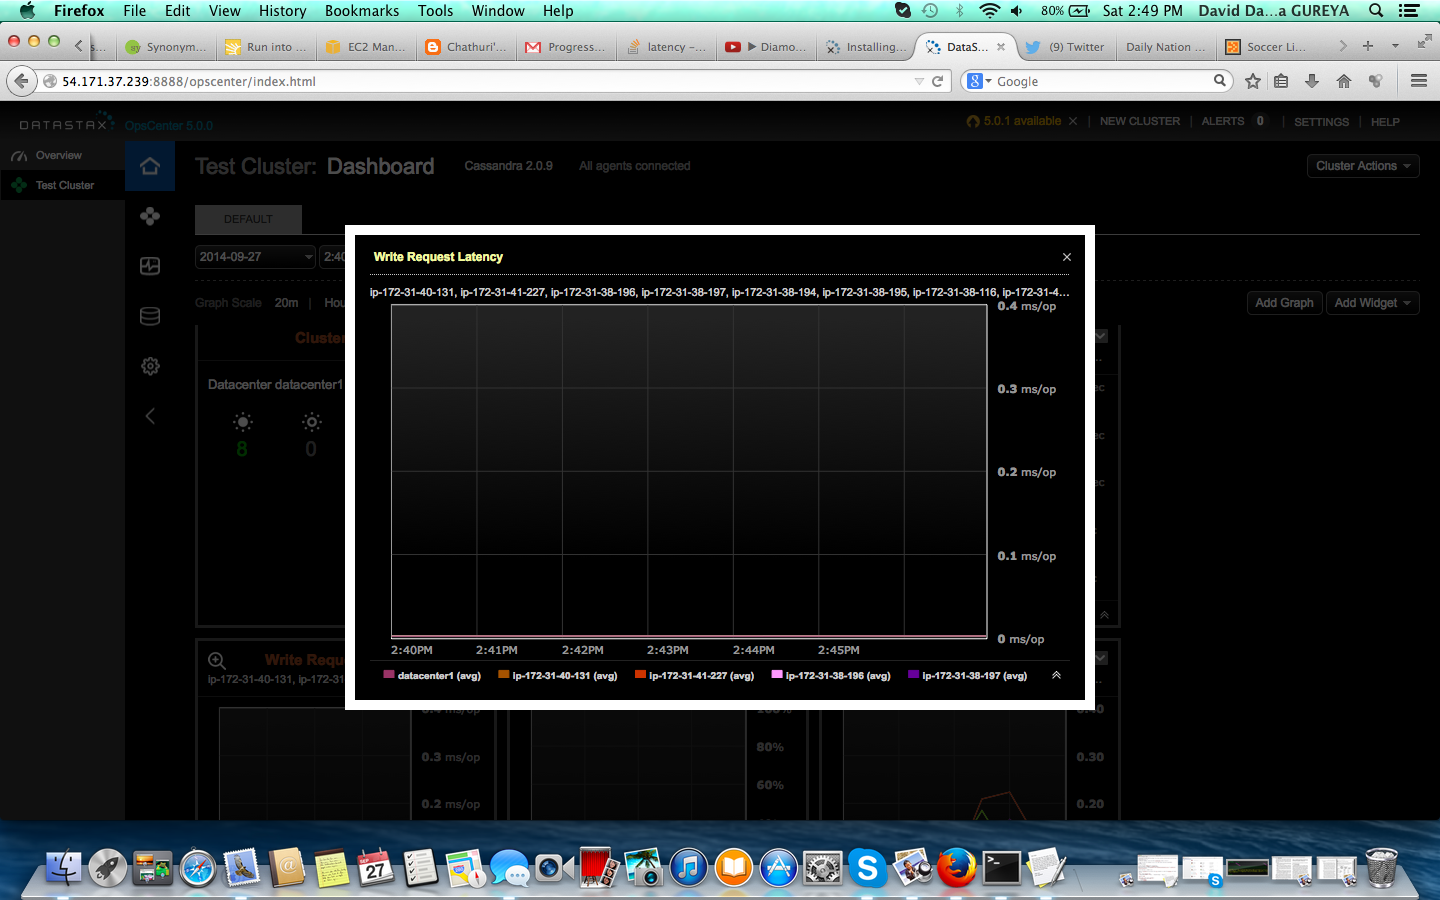 Firefox File Edit View History Bookmarks Tools Window Help 80% Sat 2:49 PM David Da...a GUREYA
s... Synonym... Run into ... EC2 Man... Chathuri'... Progress... latency -... ▶ Diamo... Installing... DataS... (9) Twitter Daily Nation ... Soccer Li...
54.171.37.239:8888/opscenter/index.html Google
DATASTAX OpsCenter 5.0.0 5.0.1 available NEW CLUSTER ALERTS 0 SETTINGS HELP
Overview
Test Cluster
Test Cluster: Dashboard Cassandra 2.0.9 All agents connected Cluster Actions
DEFAULT
2014-09-27 2:40
Graph Scale 20m Hou Add Graph Add Widget
Cluster
Datacenter datacenter1
8 0
Write Request Latency
ip-172-31-40-131, ip-172-31-41-227, ip-172-31-38-196, ip-172-31-38-197, ip-172-31-38-194, ip-172-31-38-195, ip-172-31-38-116, ip-172-31-4...
0.4 ms/op
0.3 ms/op
0.2 ms/op
0.1 ms/op
0 ms/op
2:40PM 2:41PM 2:42PM 2:43PM 2:44PM 2:45PM
datacenter1 (avg) ip-172-31-40-131 (avg) ip-172-31-41-227 (avg) ip-172-31-38-196 (avg) ip-172-31-38-197 (avg)
Write Requ
ip-172-31-40-131, ip-172-31
0.4 ms/op 100% 0.40
0.3 ms/op 80% 0.30
60%
0.2 ms/op 0.20
SEP
27